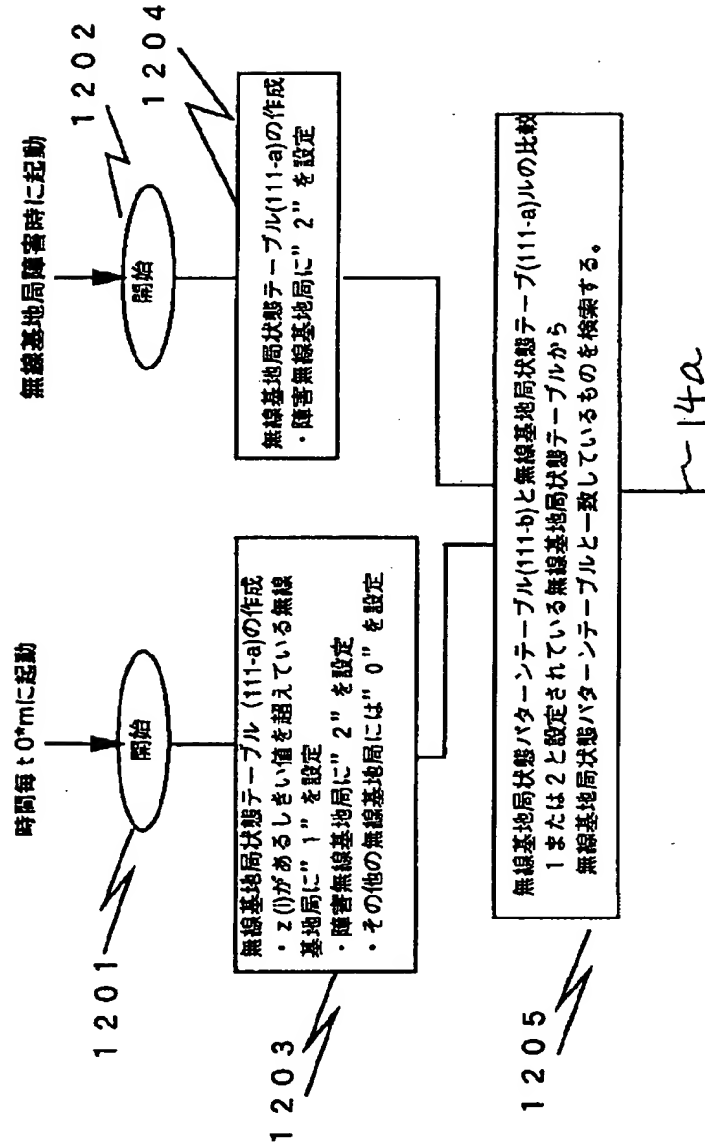 時間毎 t 0*mに起動
無線基地局障害時に起動
1201
開始
開始
1202
1203
無線基地局状態テーブル (111-a)の作成
・z(i)があるしきい値を超えている無線
基地局に”1”を設定
・障害無線基地局に”2”を設定
・その他の無線基地局には”0”を設定
1204
無線基地局状態テーブル(111-a)の作成
・障害無線基地局に”2”を設定
1205
無線基地局状態パターンテーブル(111-b)と無線基地局状態テーブ(111-a)ルの比較
1または2と設定されている無線基地局状態テーブルから
無線基地局状態パターンテーブルと一致しているものを検索する。
14a